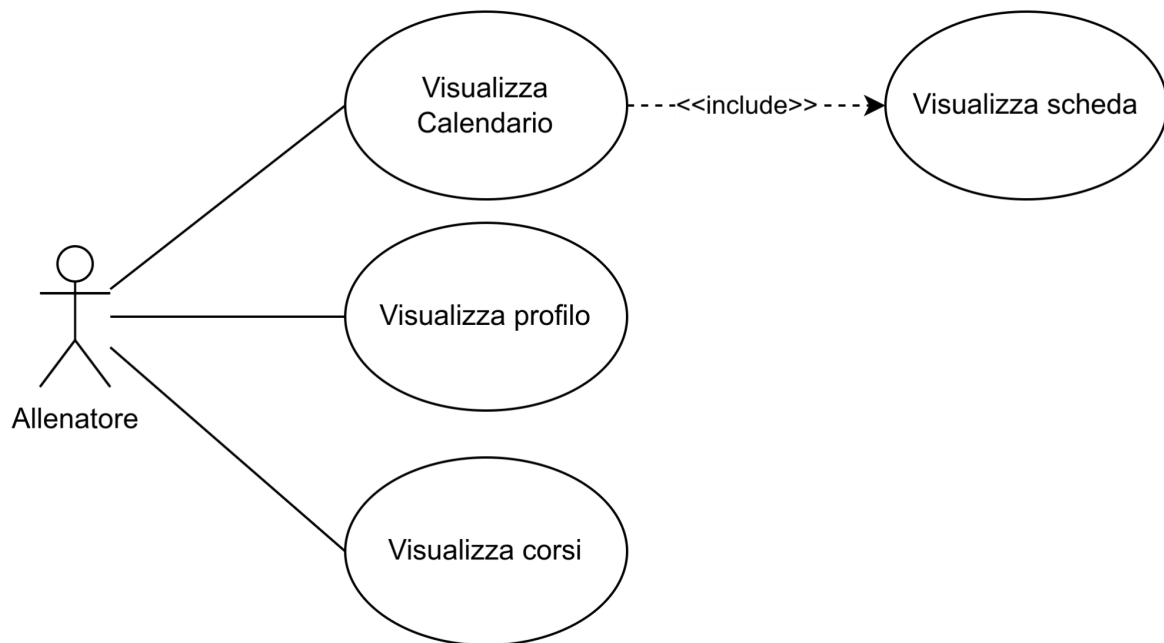 Visualizza
Calendario
<<include>>
Visualizza scheda
Visualizza profilo
Allenatore
Visualizza corsi